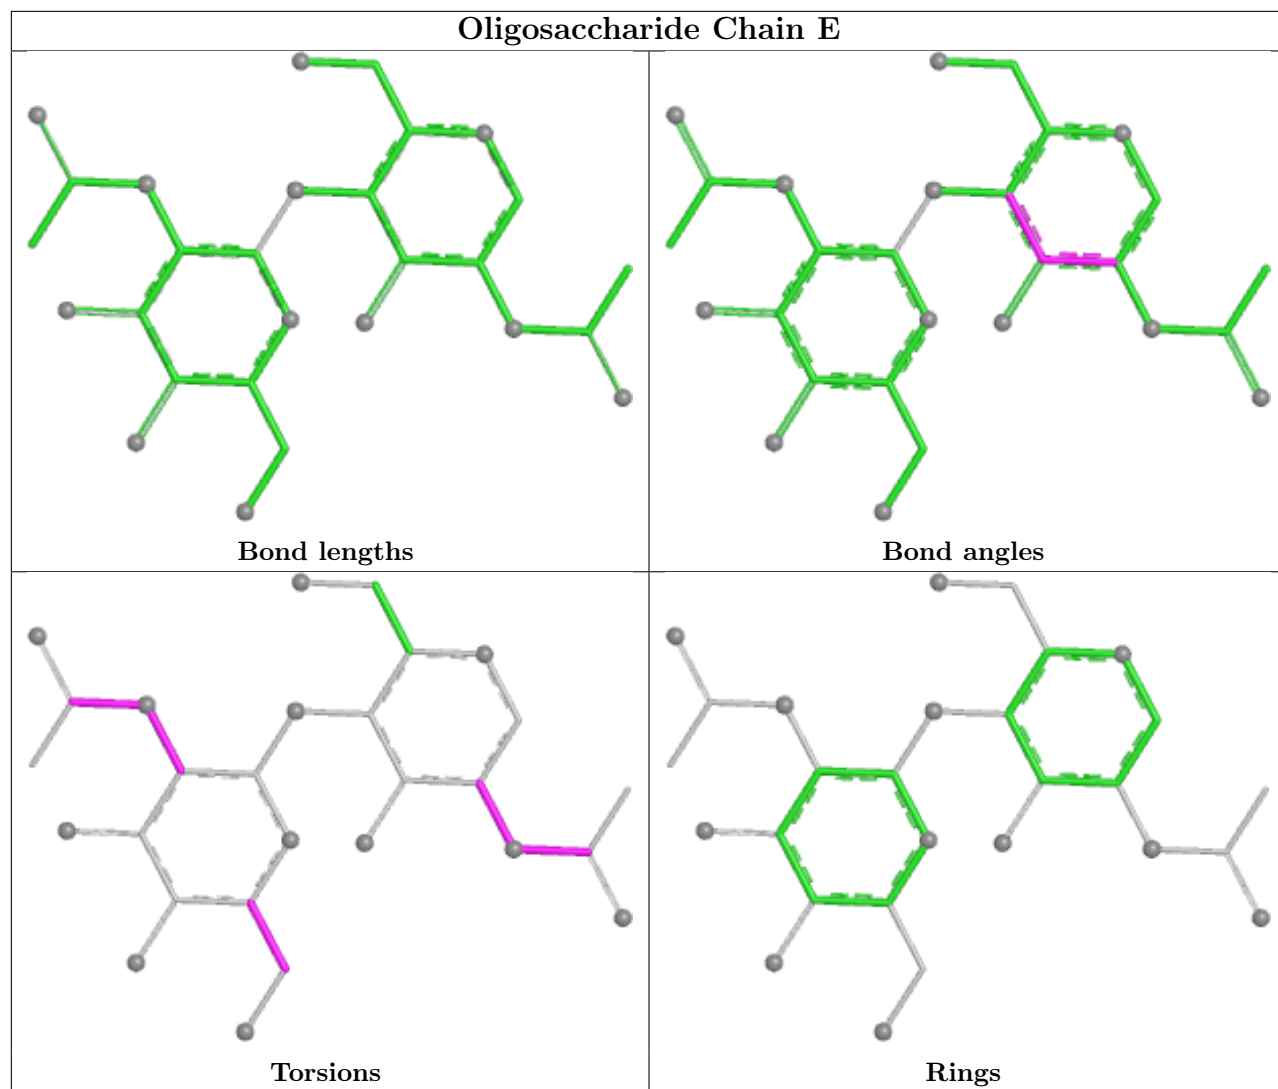 Oligosaccharide Chain E
Bond lengths
Bond angles
Torsions
Rings